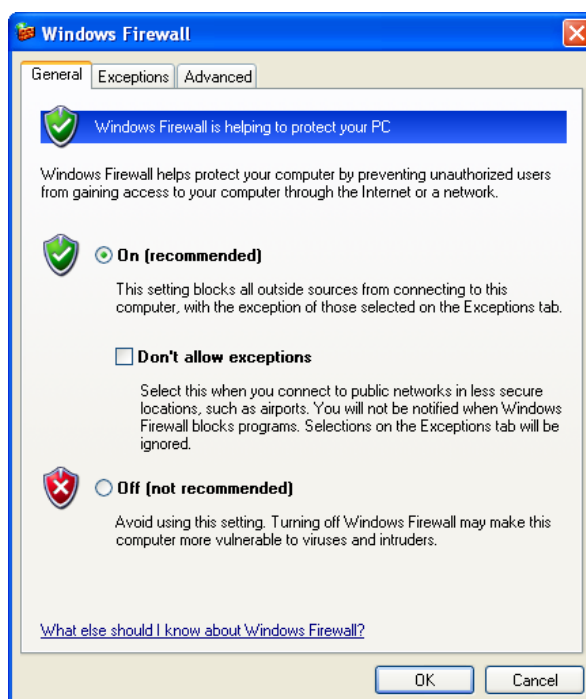 Windows Firewall
General Exceptions Advanced
Windows Firewall is helping to protect your PC
Windows Firewall helps protect your computer by preventing unauthorized users
from gaining access to your computer through the Internet or a network.
On (recommended)
This setting blocks all outside sources from connecting to this
computer, with the exception of those selected on the Exceptions tab.
Don't allow exceptions
Select this when you connect to public networks in less secure
locations, such as airports. You will not be notified when Windows
Firewall blocks programs. Selections on the Exceptions tab will be
ignored.
Off (not recommended)
Avoid using this setting. Turning off Windows Firewall may make this
computer more vulnerable to viruses and intruders.
What else should I know about Windows Firewall?
OK Cancel